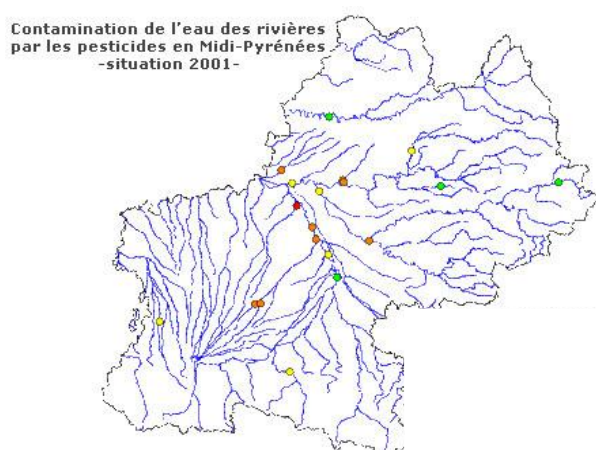 Contamination de l'eau des rivières
par les pesticides en Midi-Pyrénées
-situation 2001-